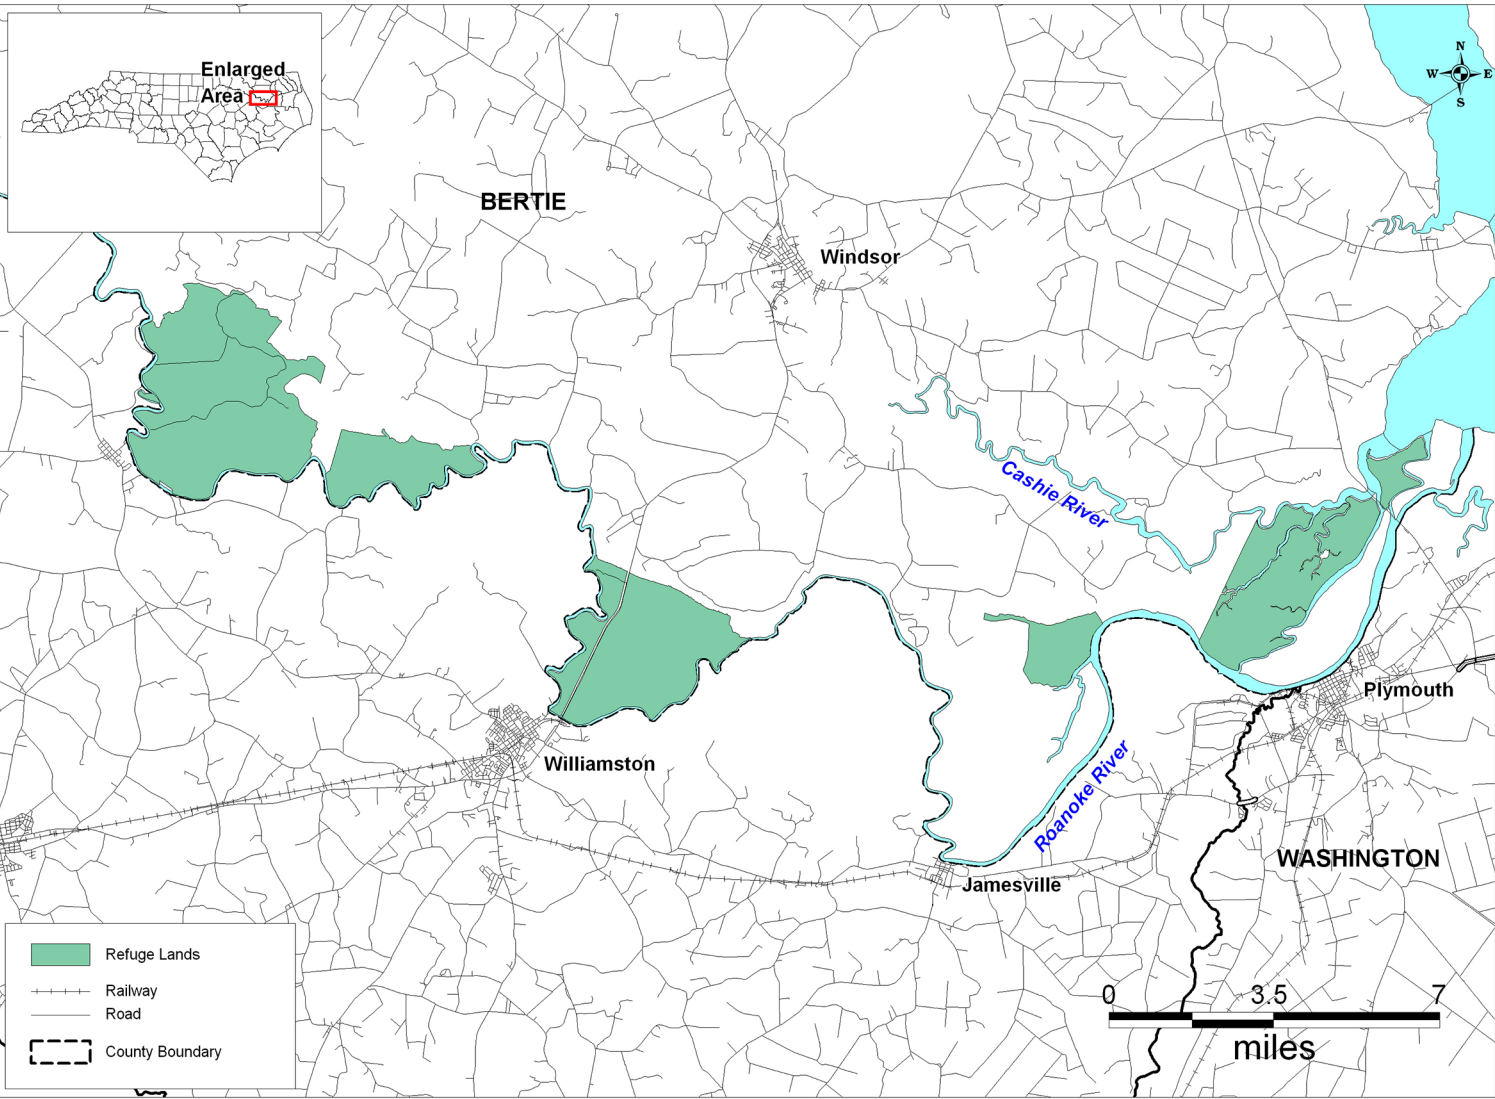 Enlarged
Area
N
W E
S
BERTIE
Windsor
Cashie River
Plymouth
Williamston
Roanoke River
WASHINGTON
Jamesville
Refuge Lands
Railway
Road
County Boundary
0 3.5 7
miles